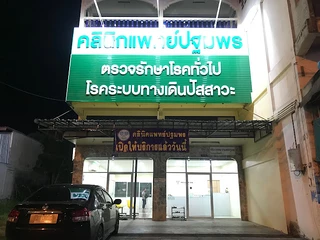 คลินิกแพทย์ปฐมพร
ตรวจรักษาโรคทั่วไป
โรคระบบทางเดินปัสสาวะ
คลินิกแพทย์ปฐมพร
เปิดให้บริการแล้ววันนี้